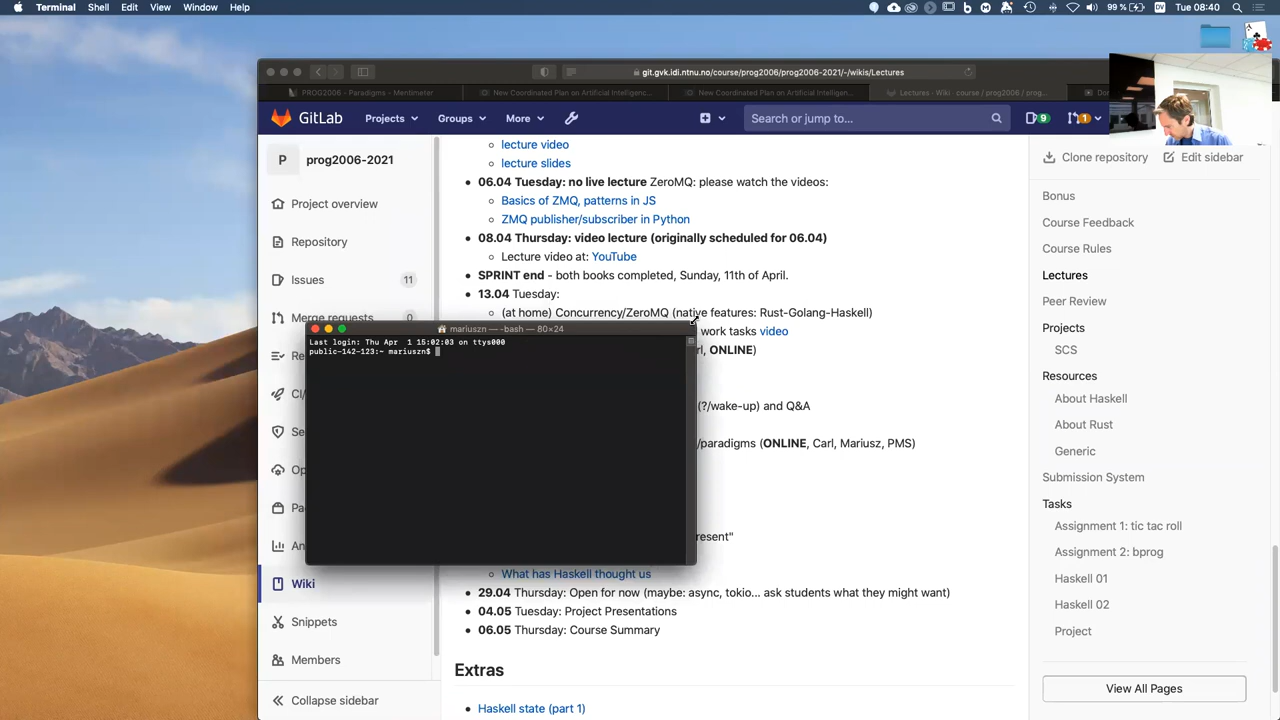 Terminal Shell Edit View Window Help
99 % DV Tue 08:40
git.gvk.idi.ntnu.no/course/prog2006/prog2006-2021/-/wikis/Lectures
PROG2006 - Paradigms - Mentimeter
New Coordinated Plan on Artificial Intelligenc...
New Coordinated Plan on Artificial Intelligen...
Lectures - Wiki · course / prog2006 / prog...
GitLab Projects Groups More Search or jump to... 9 1
P prog2006-2021
Project overview
Repository
Issues 11
Merge requests 0
Wiki
Snippets
Members
Collapse sidebar
lecture video
lecture slides
06.04 Tuesday: no live lecture ZeroMQ: please watch the videos:
Basics of ZMQ, patterns in JS
ZMQ publisher/subscriber in Python
08.04 Thursday: video lecture (originally scheduled for 06.04)
Lecture video at: YouTube
SPRINT end - both books completed, Sunday, 11th of April.
13.04 Tuesday:
(at home) Concurrency/ZeroMQ (native features: Rust-Golang-Haskell)
work tasks video
ONLINE)
(?/wake-up) and Q&A
/paradigms (ONLINE, Carl, Mariusz, PMS)
resent"
What has Haskell thought us
29.04 Thursday: Open for now (maybe: async, tokio... ask students what they might want)
04.05 Tuesday: Project Presentations
06.05 Thursday: Course Summary
Extras
Haskell state (part 1)
mariuszn — -bash — 80×24
Last login: Thu Apr 1 15:02:03 on ttys000
public-142-123:~ mariuszn$
Clone repository Edit sidebar
Bonus
Course Feedback
Course Rules
Lectures
Peer Review
Projects
SCS
Resources
About Haskell
About Rust
Generic
Submission System
Tasks
Assignment 1: tic tac roll
Assignment 2: bprog
Haskell 01
Haskell 02
Project
View All Pages